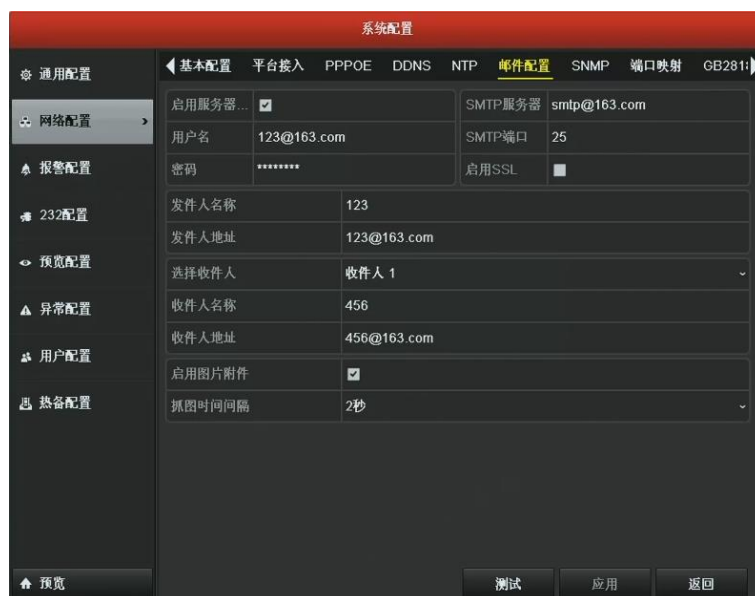 系统配置
通用配置
网络配置
报警配置
232配置
预览配置
异常配置
用户配置
热备配置
预览
基本配置 平台接入 PPPOE DDNS NTP 邮件配置 SNMP 端口映射 GB2818
启用服务器... SMTP服务器 smtp@163.com
用户名 123@163.com SMTP端口 25
密码 ******** 启用SSL
发件人名称 123
发件人地址 123@163.com
选择收件人 收件人 1
收件人名称 456
收件人地址 456@163.com
启用图片附件
抓图时间间隔 2秒
测试 应用 返回